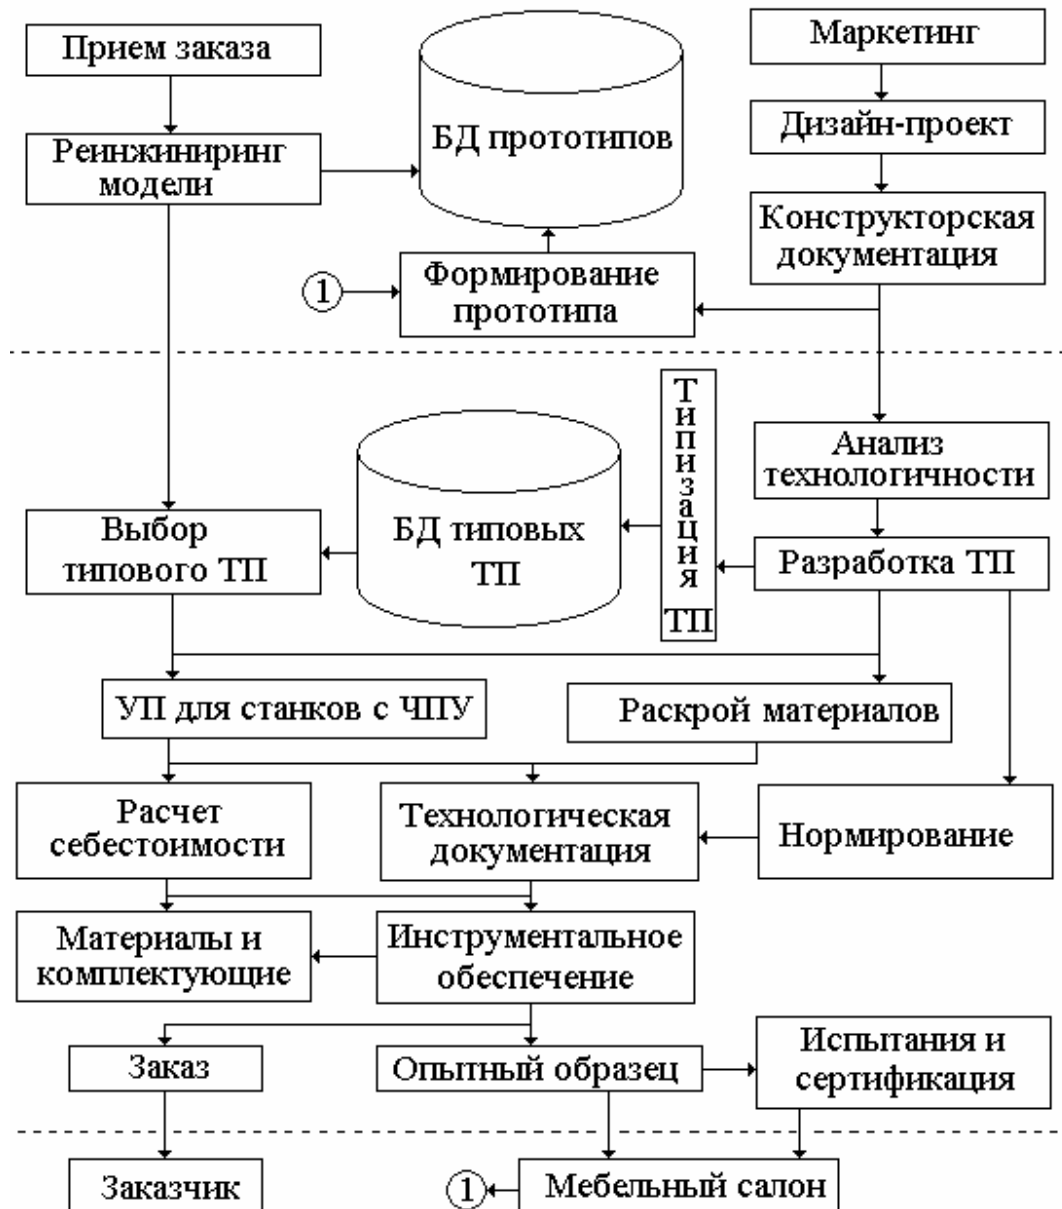 Прием заказа
Маркетинг
БД прототипов
Дизайн-проект
Реинжиниринг
модели
Конструкторская
документация
1
Формирование
прототипа
Типизация ТП
Анализ
технологичности
Выбор
типового ТП
БД типовых
ТП
Разработка ТП
УП для станков с ЧПУ
Раскрой материалов
Расчет
себестоимости
Технологическая
документация
Нормирование
Материалы и
комплектующие
Инструментальное
обеспечение
Заказ
Опытный образец
Испытания и
сертификация
Заказчик
1
Мебельный салон